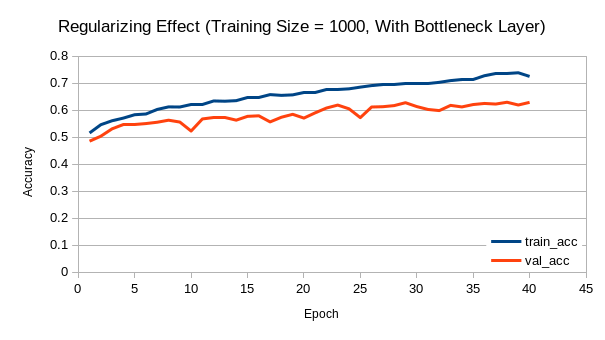 Regularizing Effect (Training Size = 1000, With Bottleneck Layer)
0.8
0.7
0.6
0.5
0.4
0.3
0.2
0.1
0
Accuracy
train_acc
val_acc
0 5 10 15 20 25 30 35 40 45
Epoch